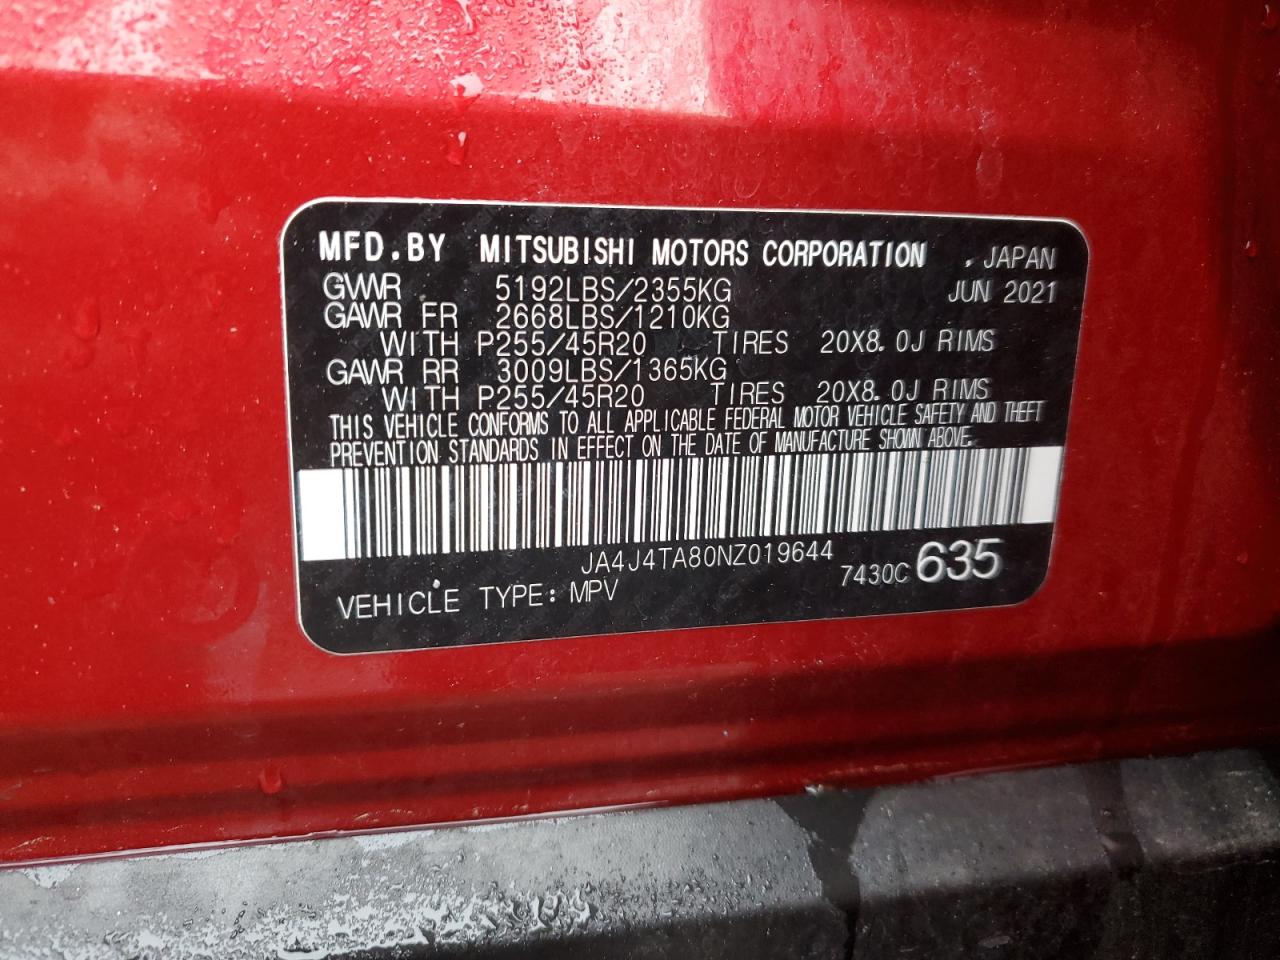 MFD.BY MITSUBISHI MOTORS CORPORATION . JAPAN
GVWR 5192LBS/2355KG JUN 2021
GAWR FR 2668LBS/1210KG
WITH P255/45R20 TIRES 20X8.0J RIMS
GAWR RR 3009LBS/1365KG
WITH P255/45R20 TIRES 20X8.0J RIMS
THIS VEHICLE CONFORMS TO ALL APPLICABLE FEDERAL MOTOR VEHICLE SAFETY AND THEFT
PREVENTION STANDARDS IN EFFECT ON THE DATE OF MANUFACTURE SHOWN ABOVE.
JA4J4TA80NZ019644
7430C 635
VEHICLE TYPE: MPV